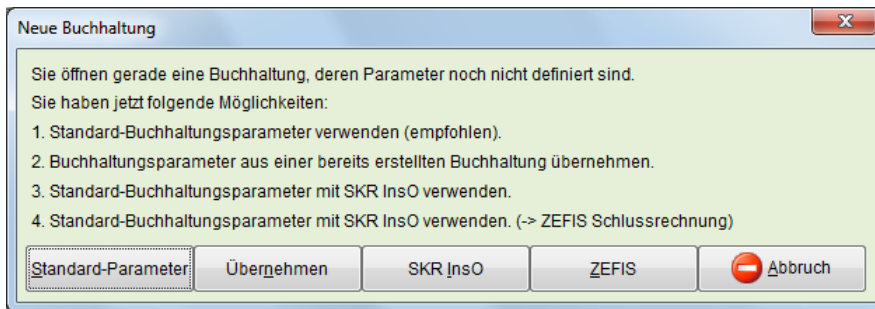 Neue Buchhaltung
Sie öffnen gerade eine Buchhaltung, deren Parameter noch nicht definiert sind.
Sie haben jetzt folgende Möglichkeiten:
1. Standard-Buchhaltungsparameter verwenden (empfohlen).
2. Buchhaltungsparameter aus einer bereits erstellten Buchhaltung übernehmen.
3. Standard-Buchhaltungsparameter mit SKR InsO verwenden.
4. Standard-Buchhaltungsparameter mit SKR InsO verwenden. (-> ZEFIS Schlussrechnung)
Standard-Parameter Übernehmen SKR InsO ZEFIS Abbruch